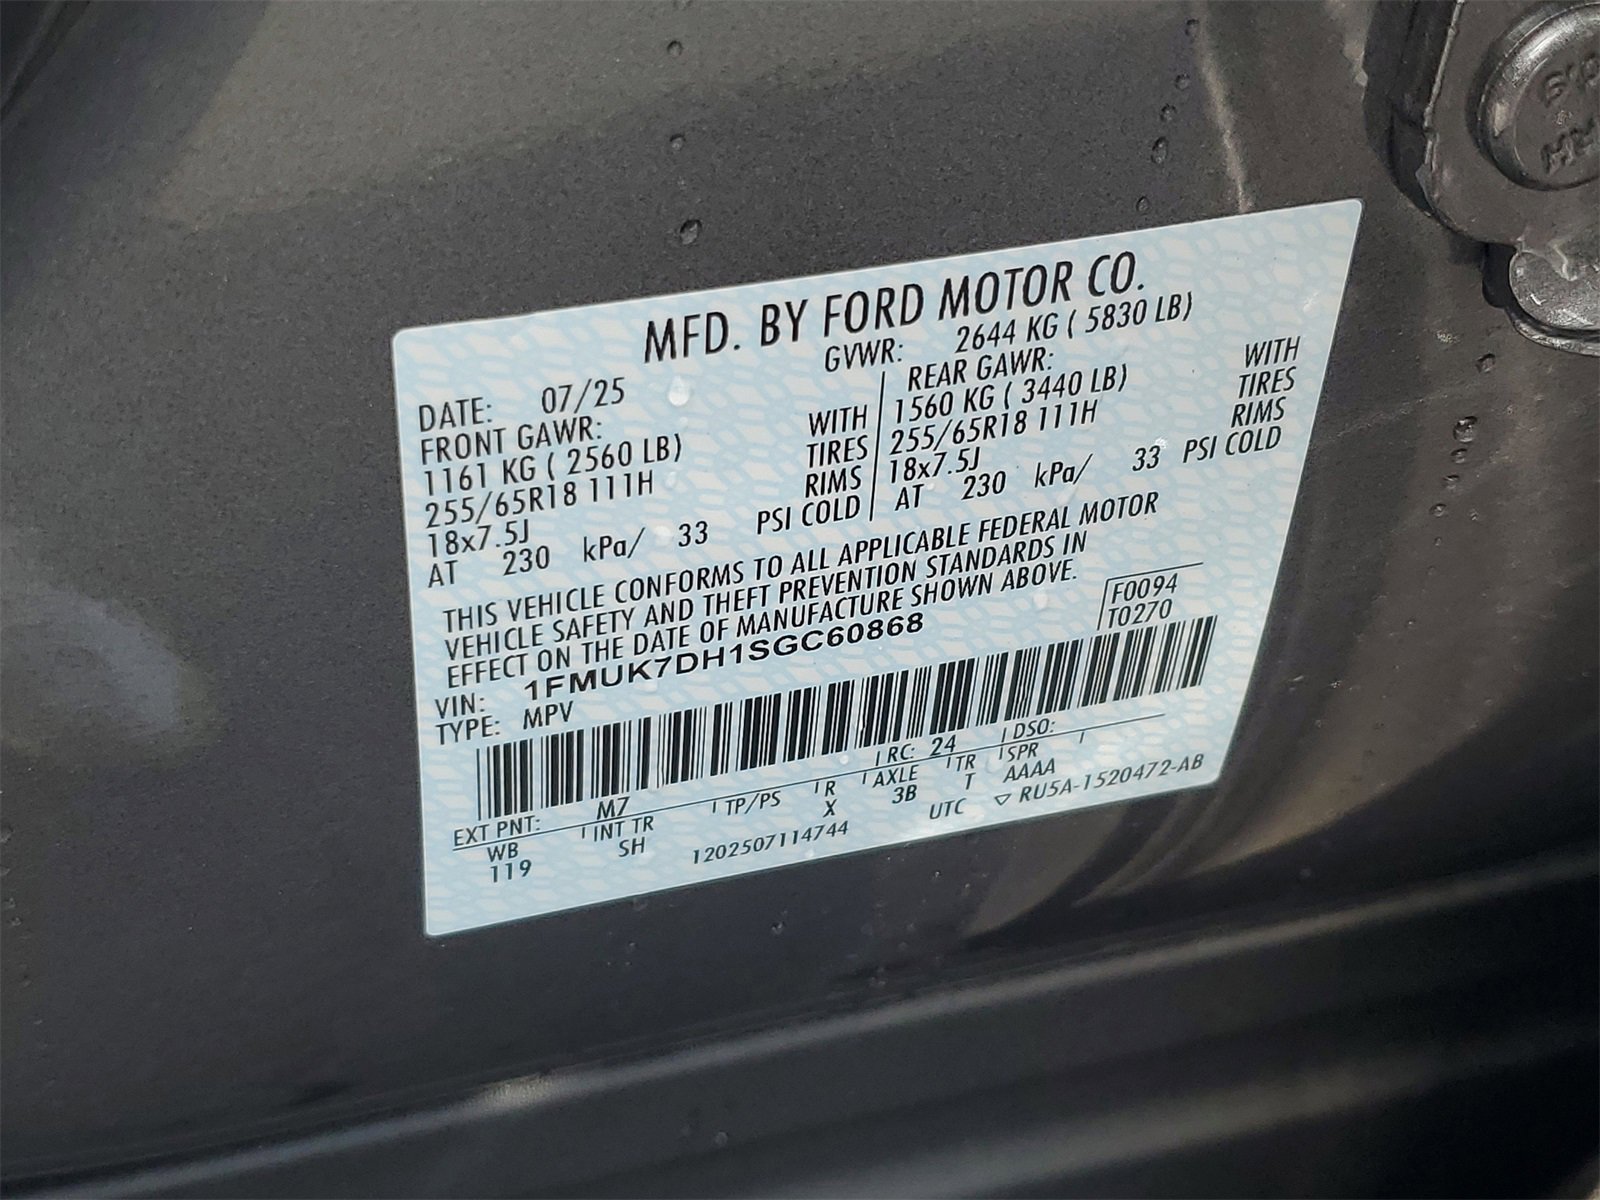 MFD. BY FORD MOTOR CO.
DATE: 07/25 GVWR: 2644 KG ( 5830 LB)
FRONT GAWR: REAR GAWR:
1161 KG ( 2560 LB) WITH 1560 KG ( 3440 LB) WITH
255/65R18 111H TIRES 255/65R18 111H TIRES
18x7.5J RIMS 18x7.5J RIMS
AT 230 kPa/ 33 PSI COLD AT 230 kPa/ 33 PSI COLD
THIS VEHICLE CONFORMS TO ALL APPLICABLE FEDERAL MOTOR
VEHICLE SAFETY AND THEFT PREVENTION STANDARDS IN
EFFECT ON THE DATE OF MANUFACTURE SHOWN ABOVE.
F0094
T0270
VIN: 1FMUK7DH1SGC60868
TYPE: MPV
EXT PNT: M7 RC: 24 DSO:
WB INT TR TP/PS R AXLE TR SPR
119 SH X 3B T AAAA
1202507114744 UTC ▽ RU5A-1520472-AB